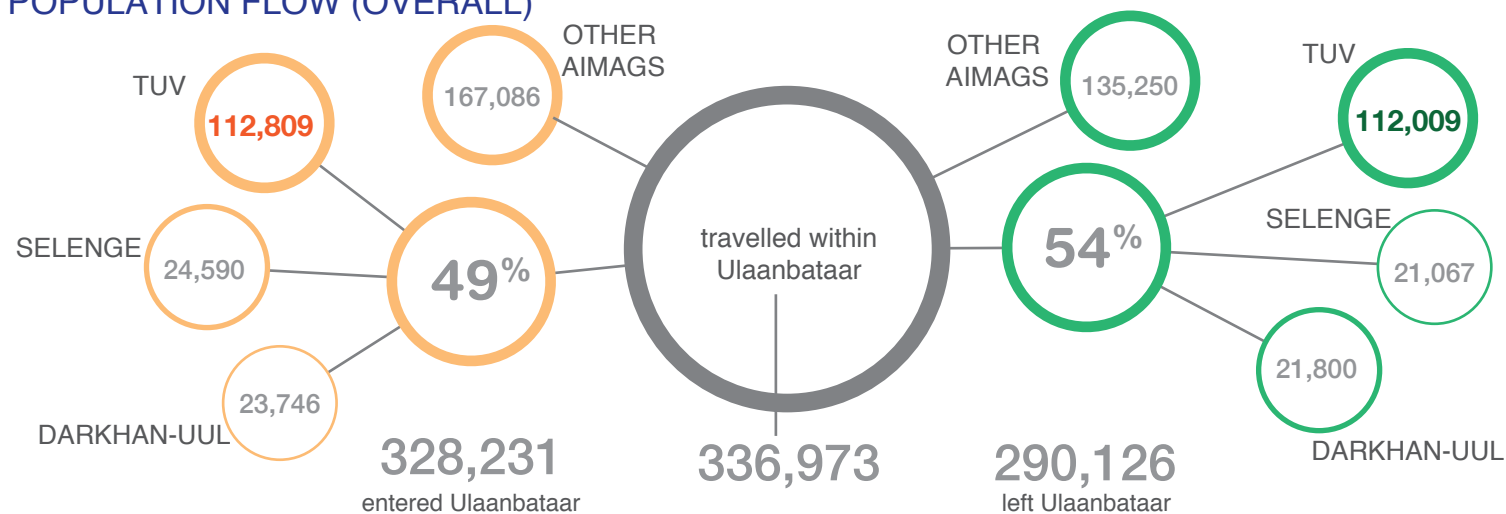 POPULATION FLOW (OVERALL)
TUV
112,809
OTHER
AIMAGS
167,086
SELENGE
24,590
49%
DARKHAN-UUL
23,746
328,231
entered Ulaanbataar
travelled within
Ulaanbataar
336,973
OTHER
AIMAGS
135,250
TUV
112,009
54%
SELENGE
21,067
21,800
DARKHAN-UUL
290,126
left Ulaanbataar